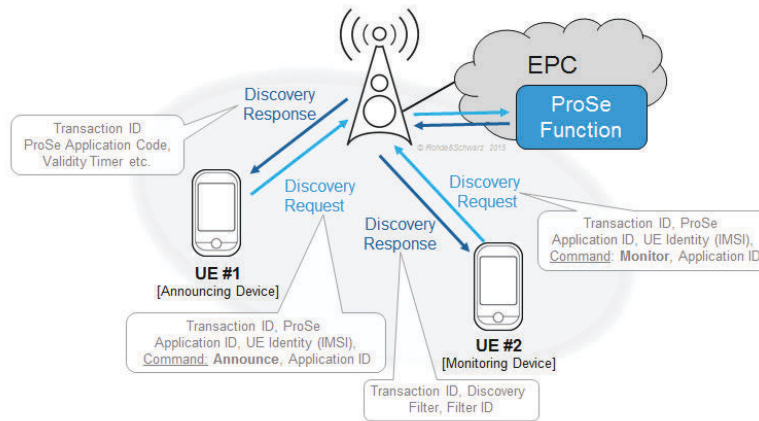 EPC
ProSe
Function
© Rohde&Schwarz 2015
Discovery
Response
Transaction ID
ProSe Application Code,
Validity Timer etc.
Discovery
Request
Discovery
Request
Discovery
Response
Transaction ID, ProSe
Application ID, UE Identity (IMSI),
Command: Monitor, Application ID
UE #1
[Announcing Device]
Transaction ID, ProSe
Application ID, UE Identity (IMSI),
Command: Announce, Application ID
UE #2
[Monitoring Device]
Transaction ID, Discovery
Filter, Filter ID